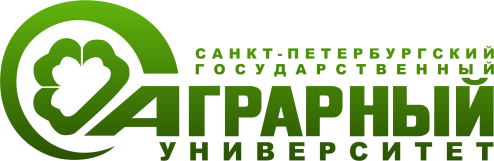 САНКТ-ПЕТЕРБУРГСКИЙ
ГОСУДАРСТВЕННЫЙ
АГРАРНЫЙ
УНИВЕРСИТЕТ